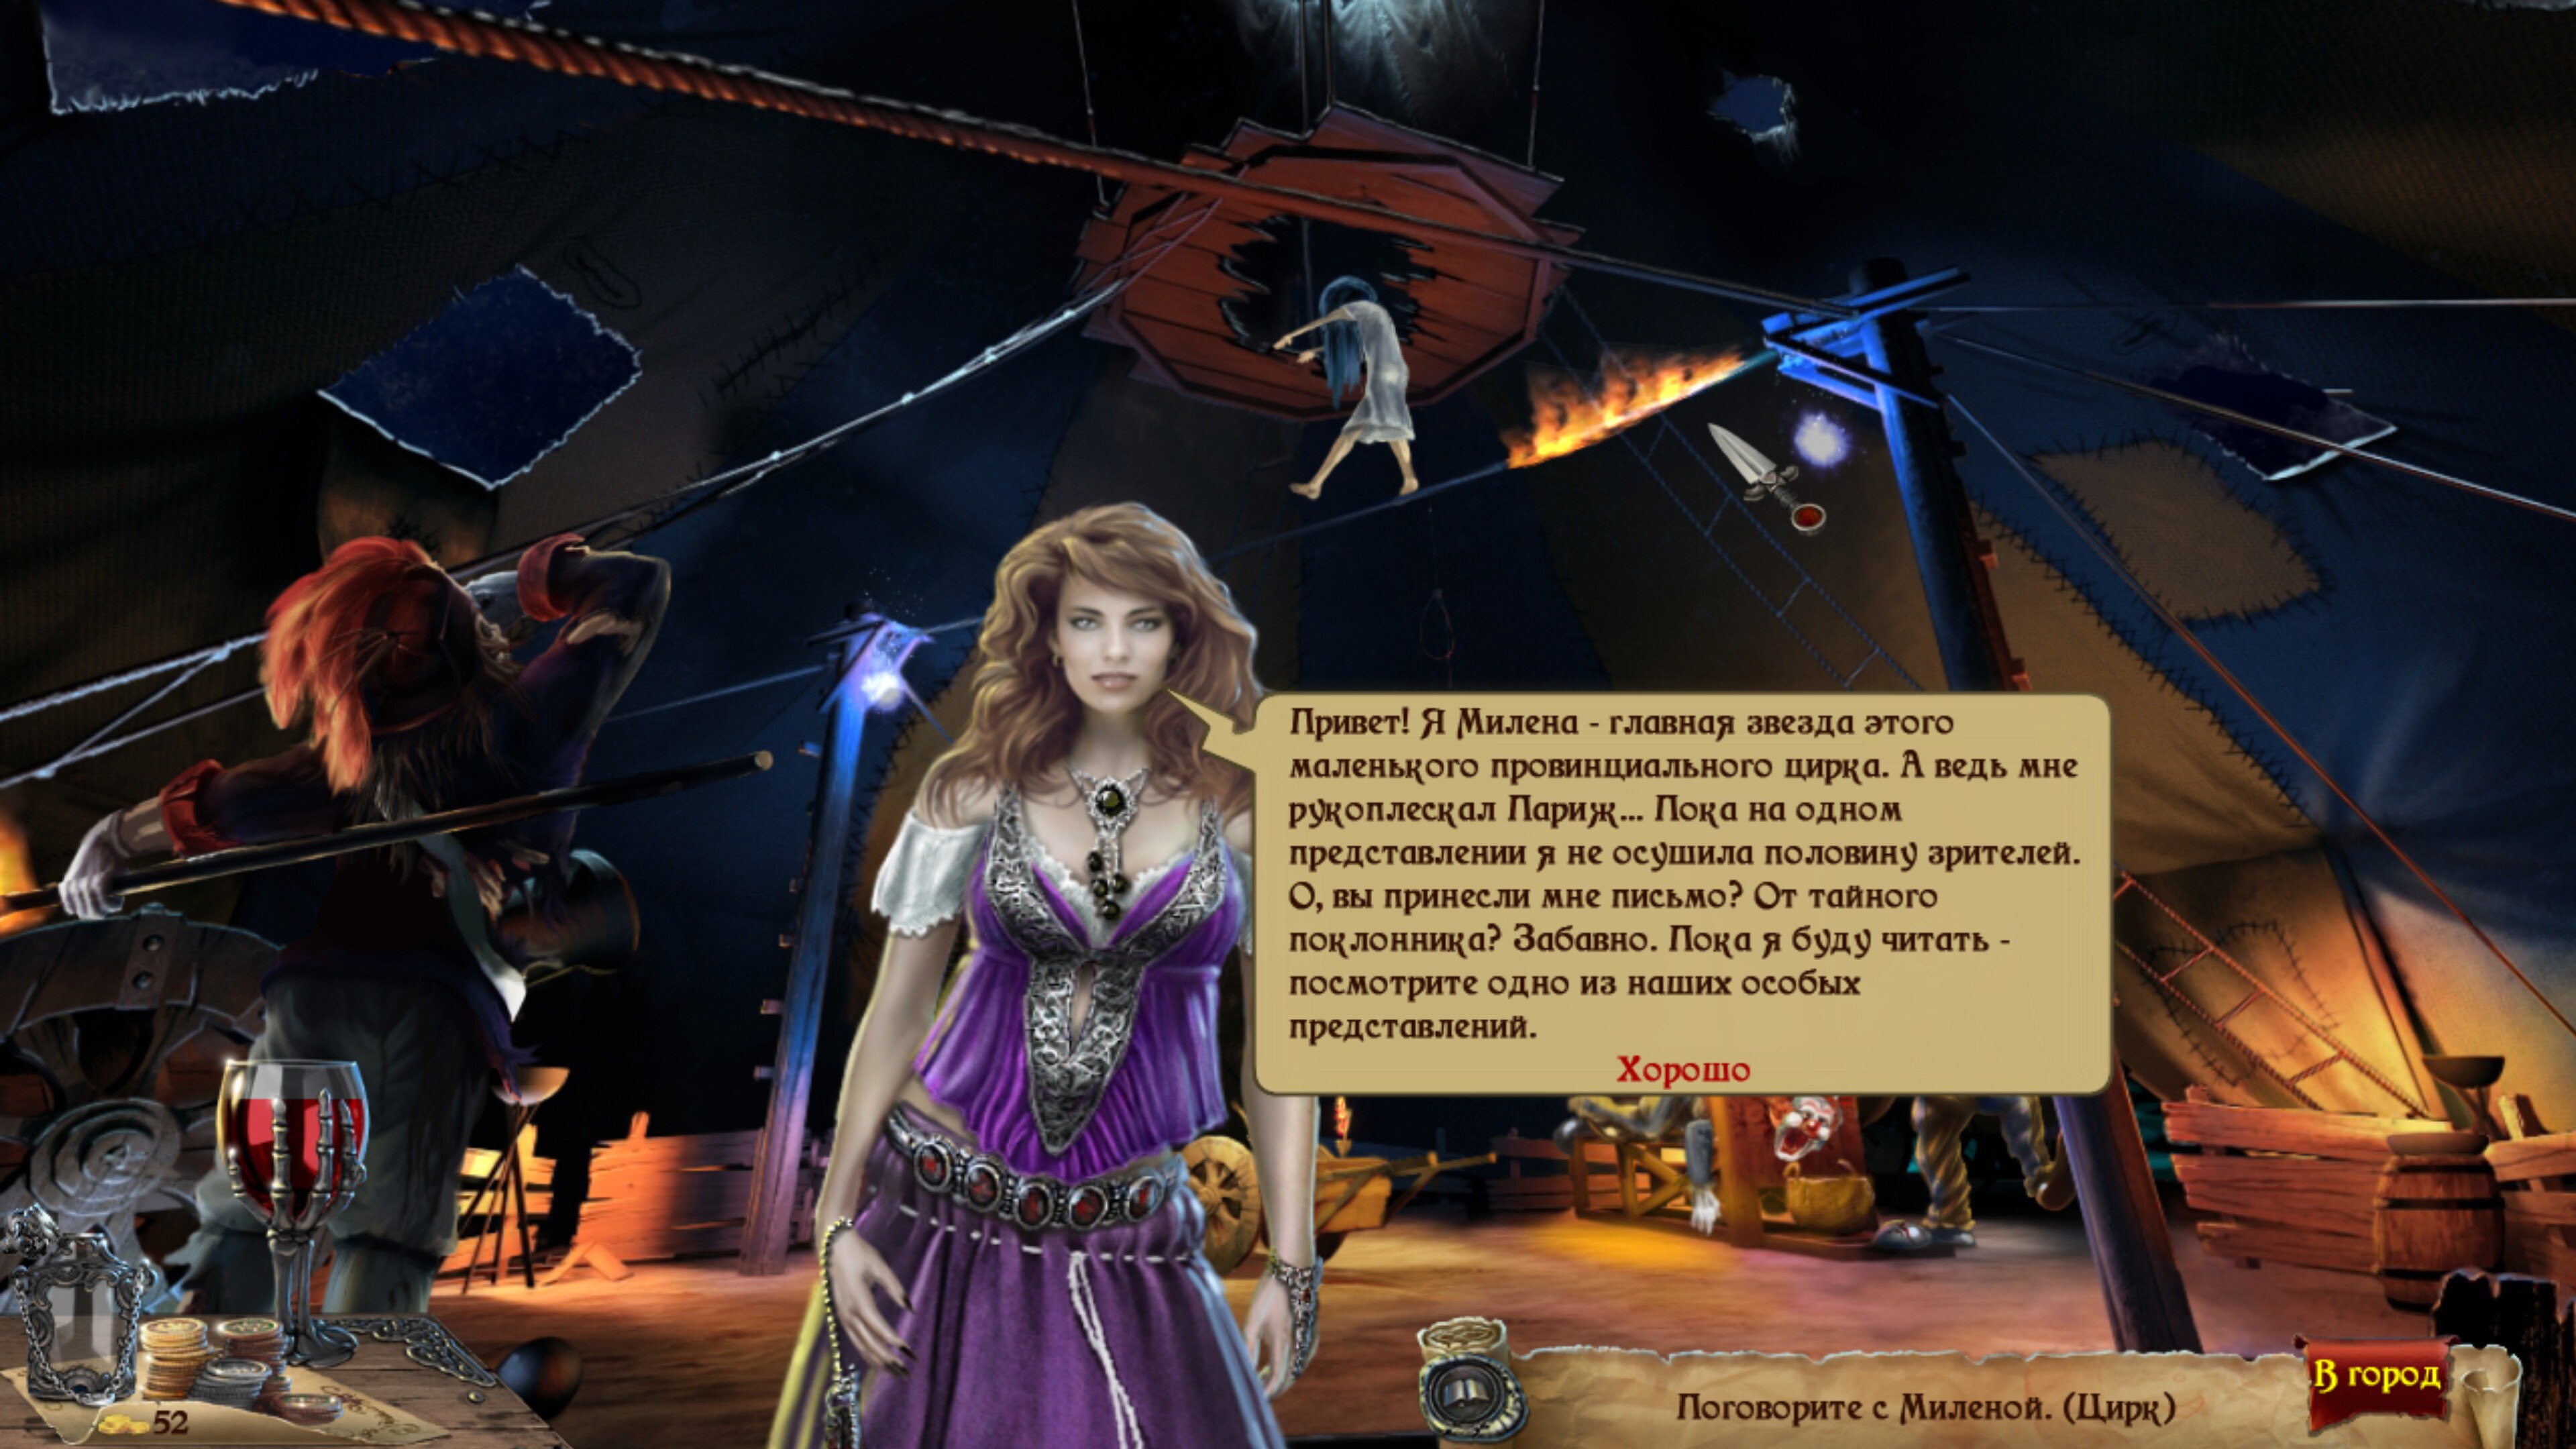 Привет! Я Милена - главная звезда этого
маленького провинциального цирка. А ведь мне
рукоплескал Париж... Пока на одном
представлении я не осушила половину зрителей.
О, вы принесли мне письмо? От тайного
поклонника? Забавно. Пока я буду читать -
посмотрите одно из наших особых
представлений.
Хорошо
52
Поговорите с Миленой. (Цирк)
В город